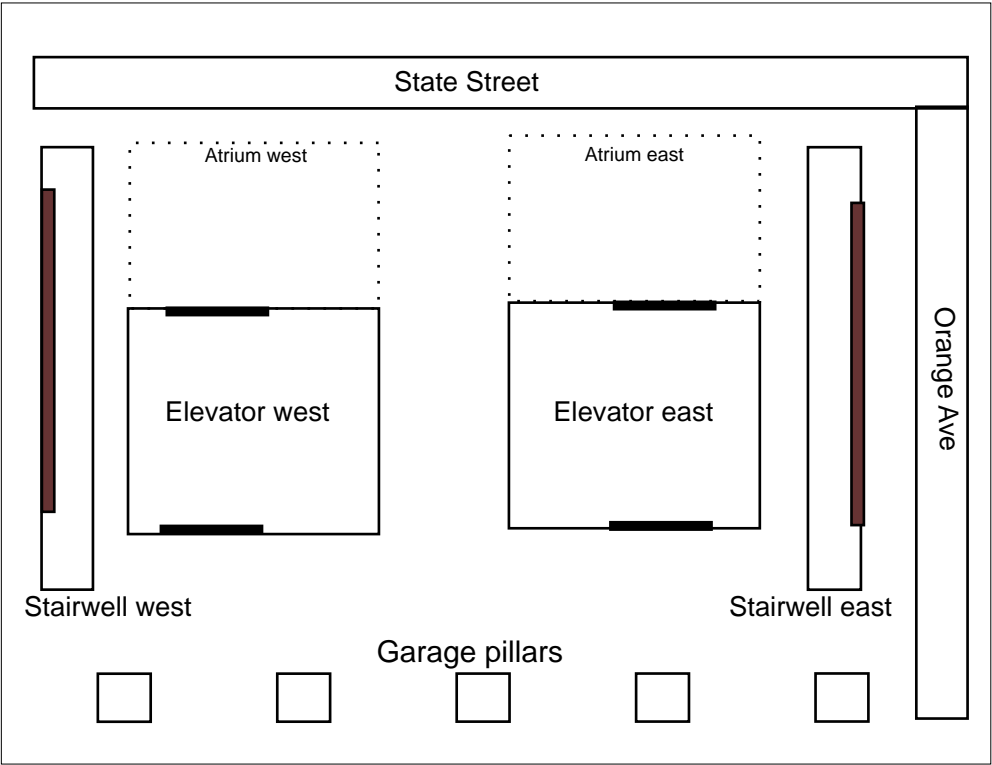 State Street
Atrium west
Atrium east
Orange Ave
Elevator west
Elevator east
Stairwell west
Stairwell east
Garage pillars